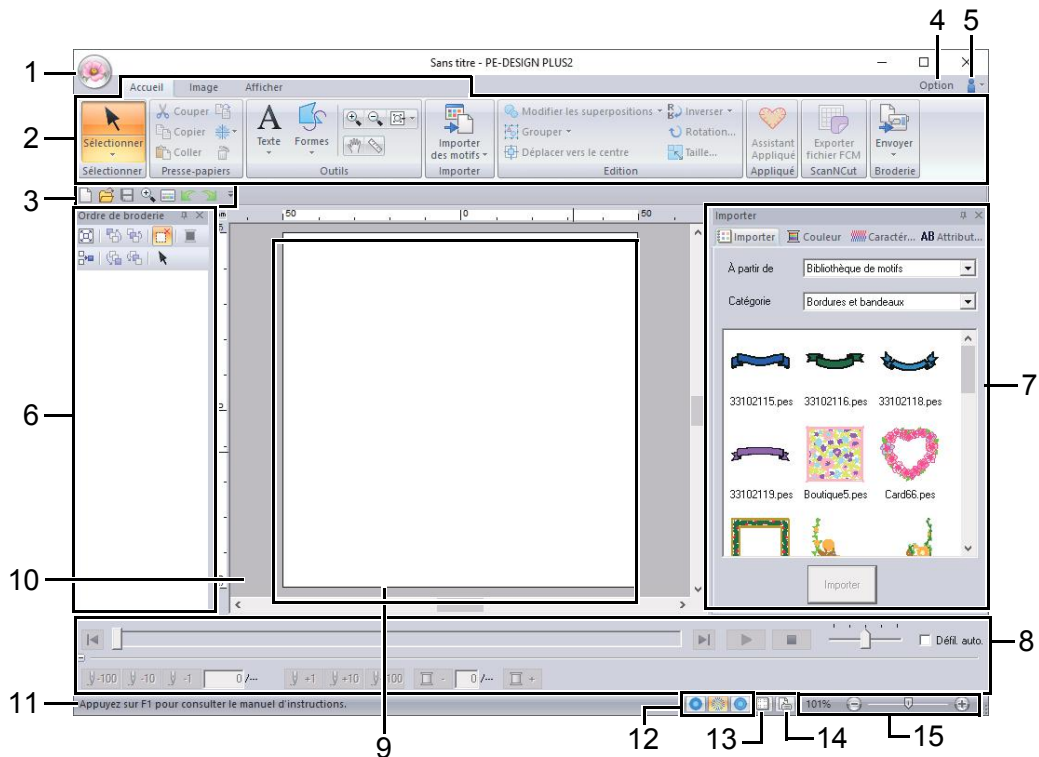 4 5
Sans titre - PE-DESIGN PLUS2
1
Accueil Image Afficher Option
2
Sélectionner
Couper
Copier
Coller
Texte Formes
Importer des motifs
Modifier les superpositions
Grouper
Déplacer vers le centre
Inverser
Rotation...
Taille...
Assistant Appliqué
Exporter fichier FCM
Envoyer
Sélectionner Presse-papiers Outils Importer Edition Appliqué ScanNCut Broderie
3
Ordre de broderie
50 0 50
Importer
Importer Couleur Caractér... AB Attribut...
À partir de Bibliothèque de motifs
Catégorie Bordures et bandeaux
33102115.pes 33102116.pes 33102118.pes
33102119.pes Boutique5.pes Card66.pes
Importer
6
7
10
8
Défil. auto.
-100 -10 -1 0 /--- +1 +10 +100 - 0 /--- +
11
Appuyez sur F1 pour consulter le manuel d'instructions.
101%
9 12 13 14 15